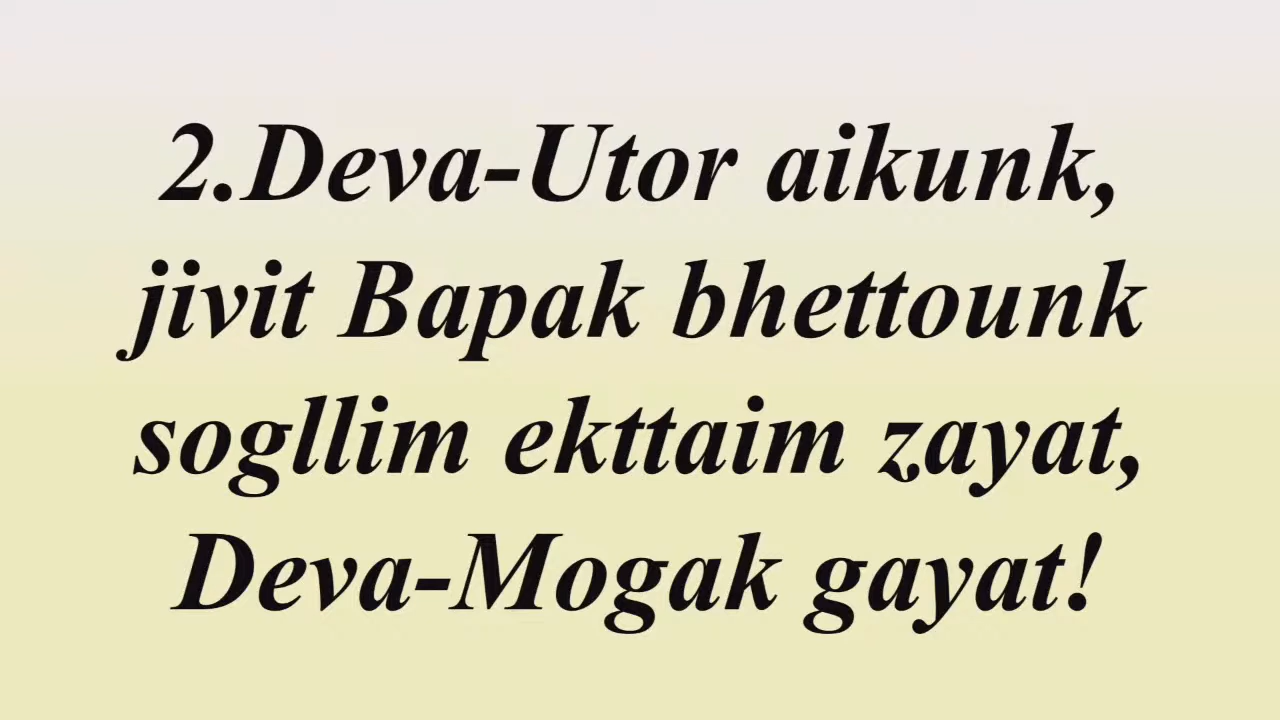 2.Deva-Utor aikunk,
jivit Bapak bhettounk
sogllim ekttaim zayat,
Deva-Mogak gayat!